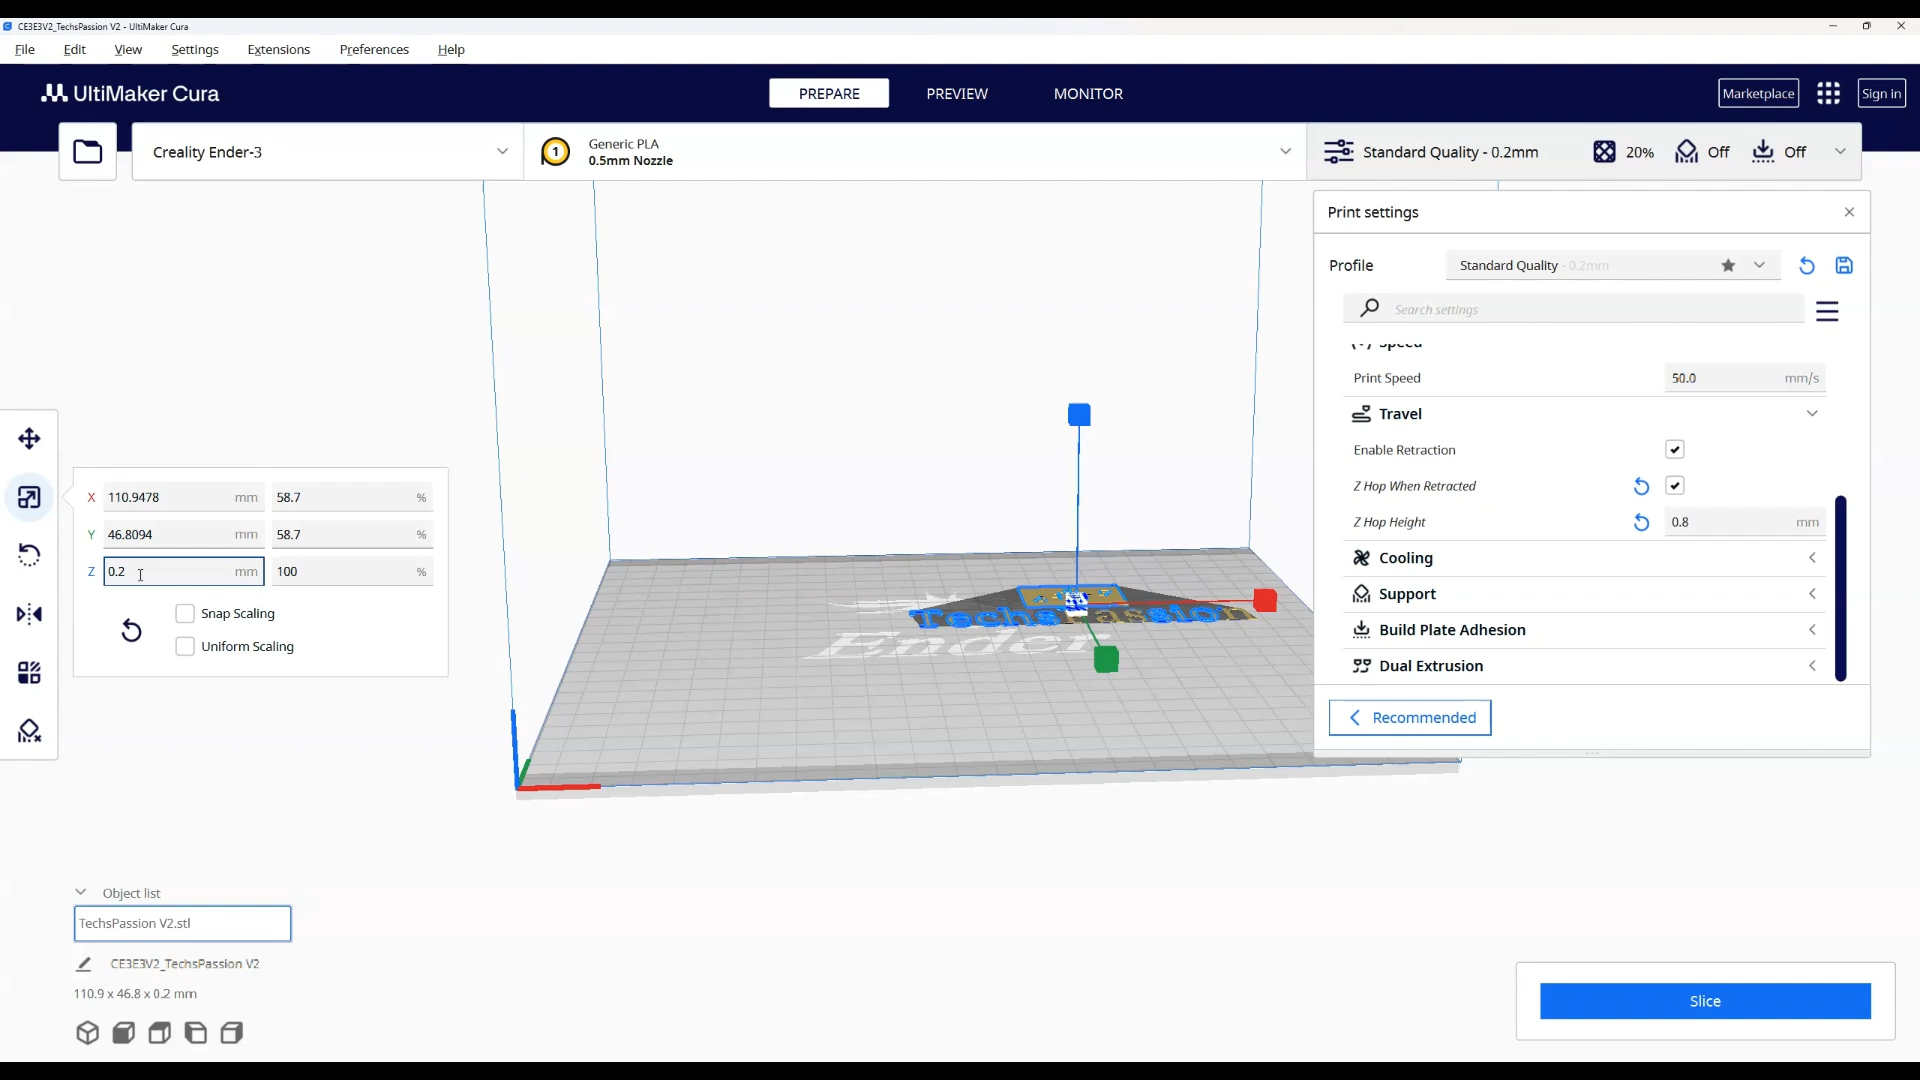 CE3E3V2_TechsPassion V2 - UltiMaker Cura
File Edit View Settings Extensions Preferences Help
UltiMaker Cura
PREPARE PREVIEW MONITOR
Marketplace Sign in
Creality Ender-3
1
Generic PLA
0.5mm Nozzle
Standard Quality - 0.2mm 20% Off Off
Print settings
Profile Standard Quality - 0.2mm
Search settings
Speed
Print Speed 50.0 mm/s
Travel
Enable Retraction
Z Hop When Retracted
Z Hop Height 0.8 mm
Cooling
Support
Build Plate Adhesion
Dual Extrusion
Recommended
X 110.9478 mm 58.7 %
Y 46.8094 mm 58.7 %
Z 0.2 mm 100 %
Snap Scaling
Uniform Scaling
TechsPassion
Ender
Object list
TechsPassion V2.stl
CE3E3V2_TechsPassion V2
110.9 x 46.8 x 0.2 mm
Slice